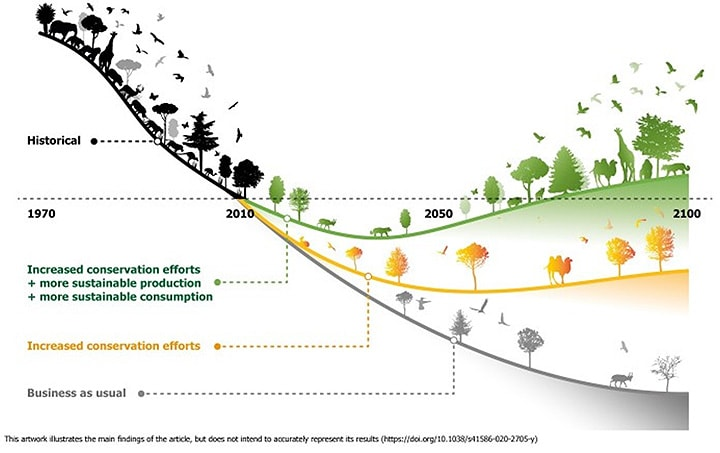 Historical
1970
2010
2050
2100
Increased conservation efforts
+ more sustainable production
+ more sustainable consumption
Increased conservation efforts
Business as usual
This artwork illustrates the main findings of the article, but does not intend to accurately represent its results (https://doi.org/10.1038/s41586-020-2705-y)